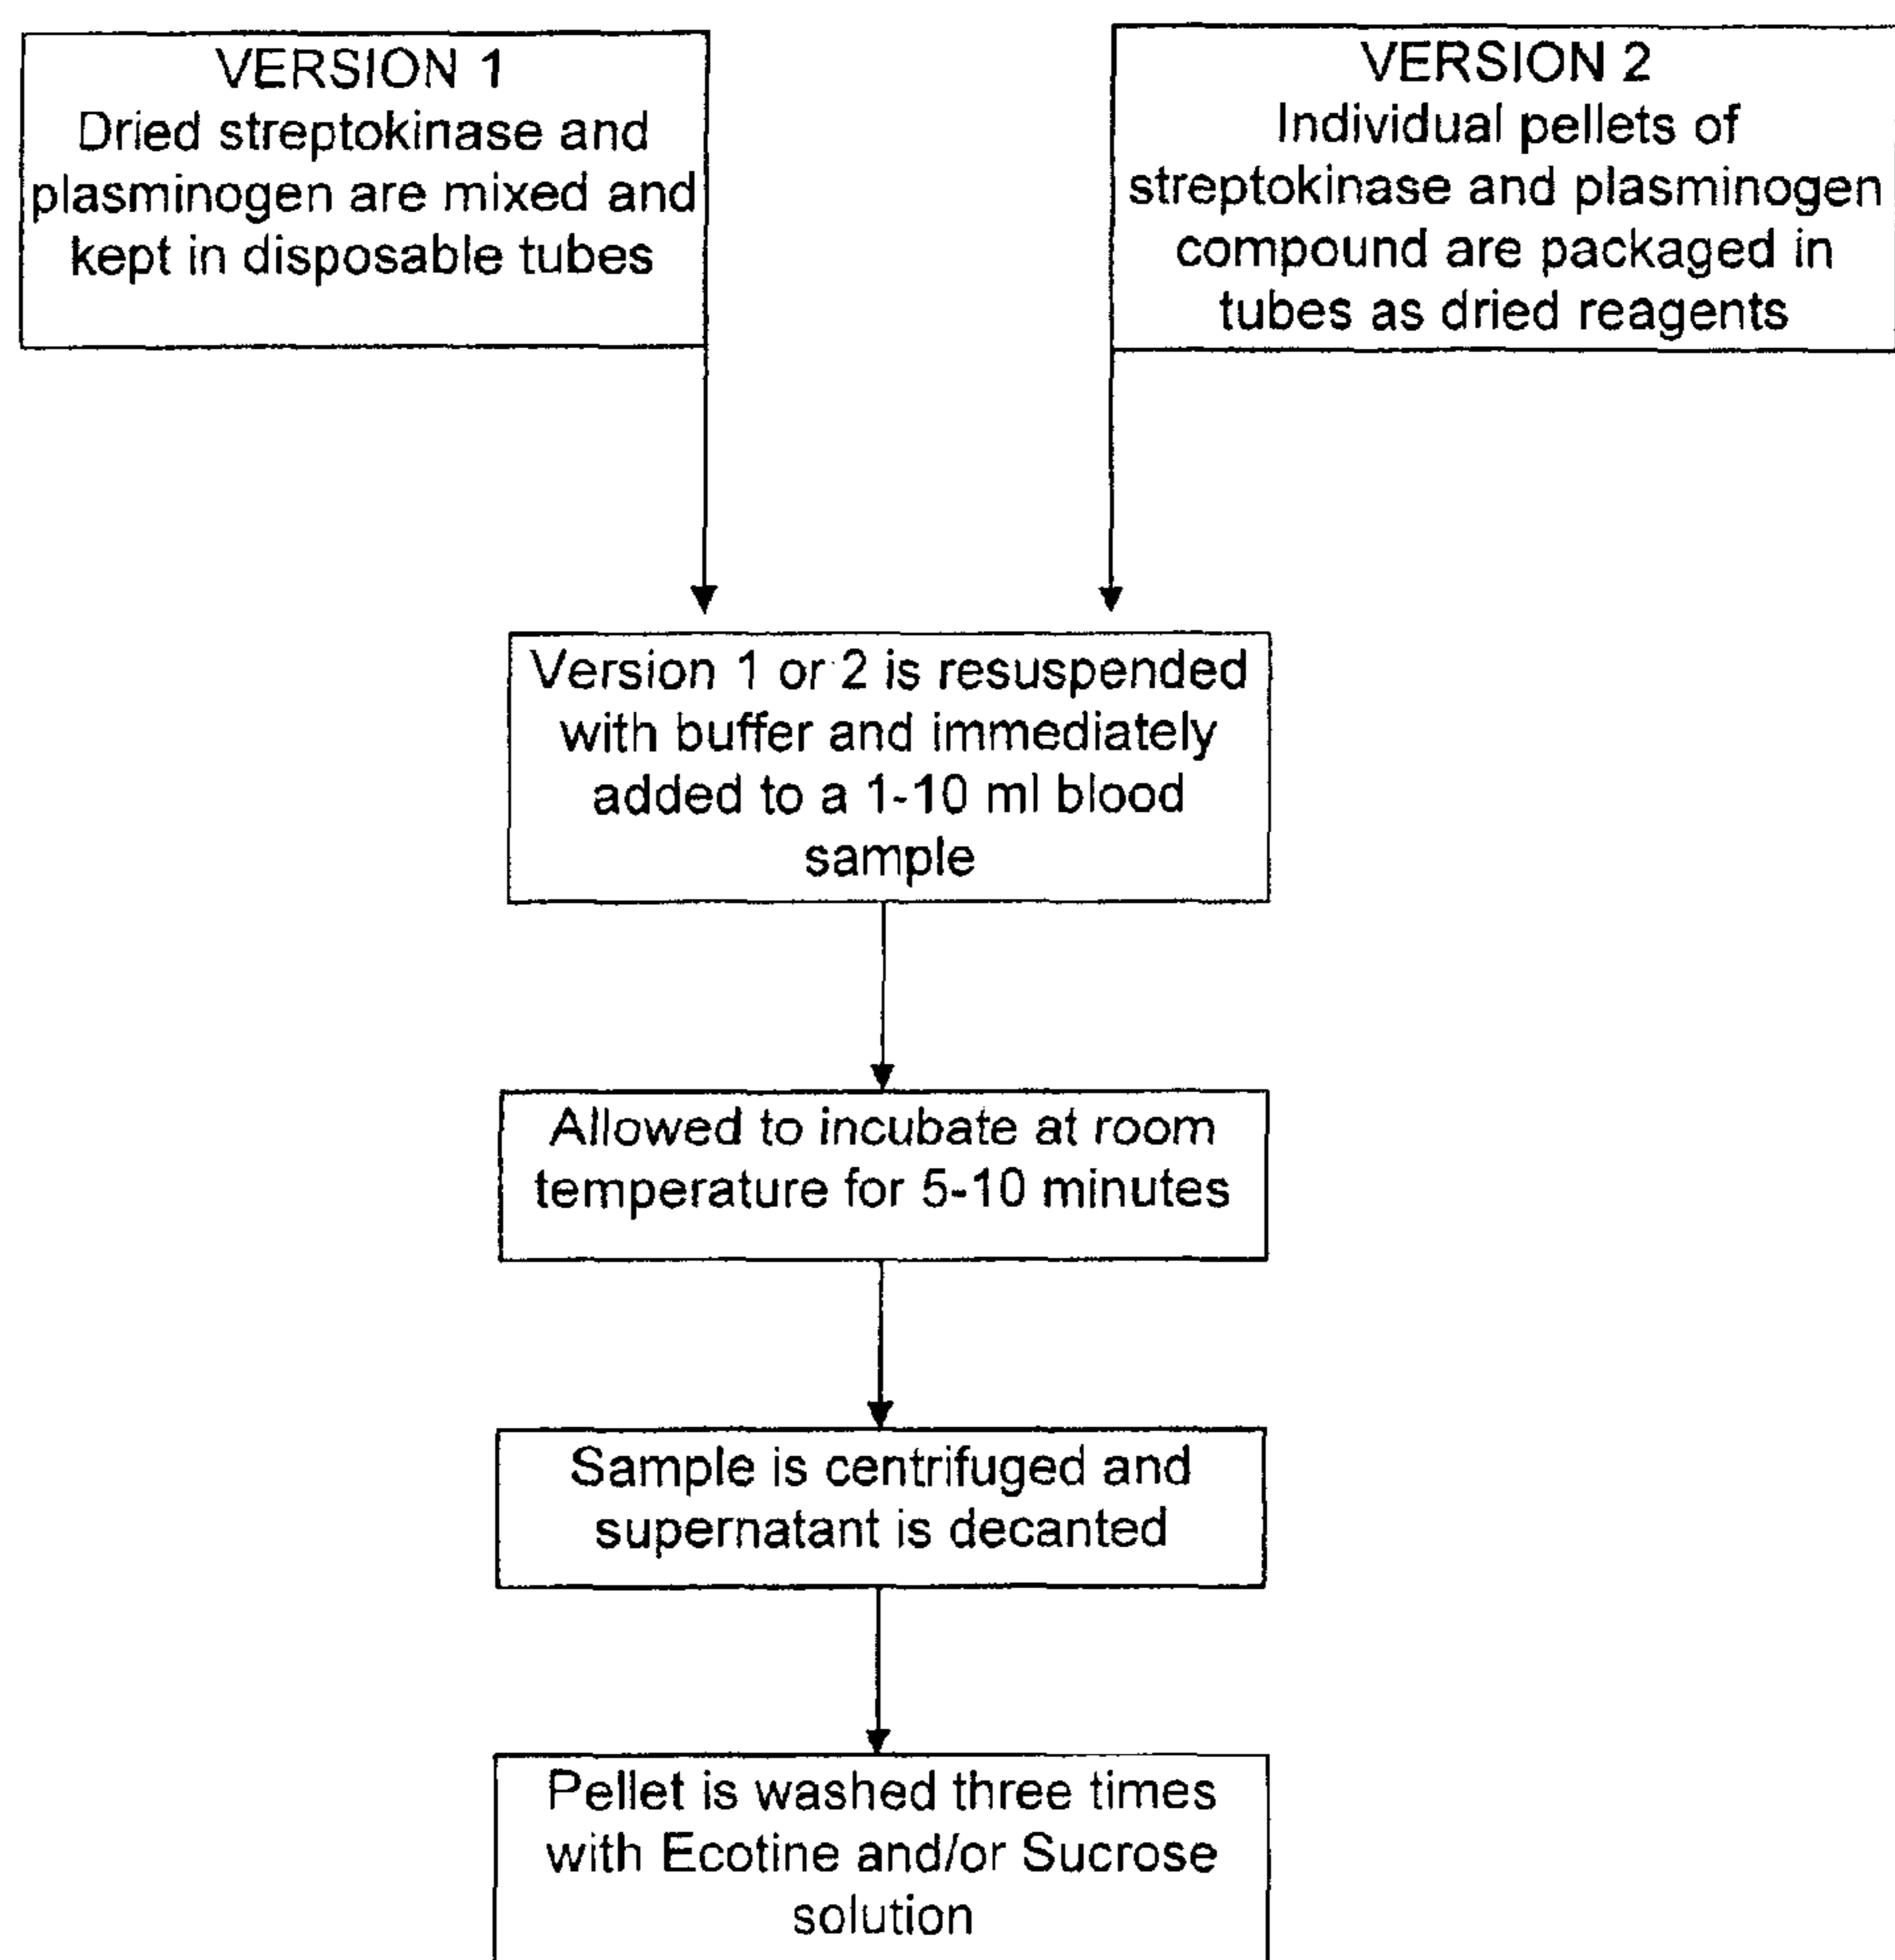 VERSION 1
Dried streptokinase and
plasminogen are mixed and
kept in disposable tubes
VERSION 2
Individual pellets of
streptokinase and plasminogen
compound are packaged in
tubes as dried reagents
Version 1 or 2 is resuspended
with buffer and immediately
added to a 1-10 ml blood
sample
Allowed to incubate at room
temperature for 5-10 minutes
Sample is centrifuged and
supernatant is decanted
Pellet is washed three times
with Ecotine and/or Sucrose
solution